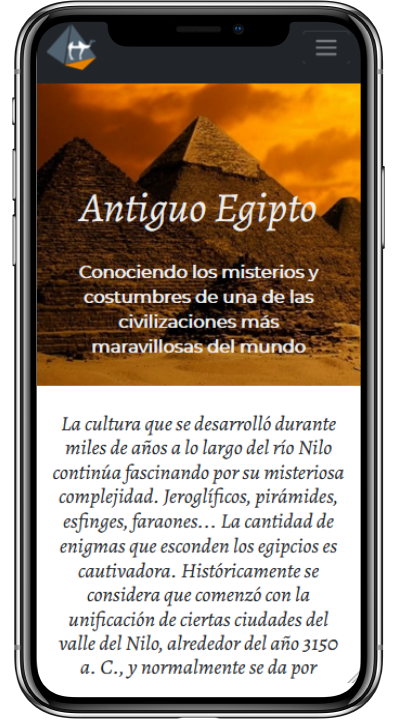 Antiguo Egipto
Conociendo los misterios y
costumbres de una de las
civilizaciones más
maravillosas del mundo
La cultura que se desarrolló durante
miles de años a lo largo del río Nilo
continúa fascinando por su misteriosa
complejidad. Jeroglíficos, pirámides,
esfinges, faraones... La cantidad de
enigmas que esconden los egipcios es
cautivadora. Históricamente se
considera que comenzó con la
unificación de ciertas ciudades del
valle del Nilo, alrededor del año 3150
a. C., y normalmente se da por